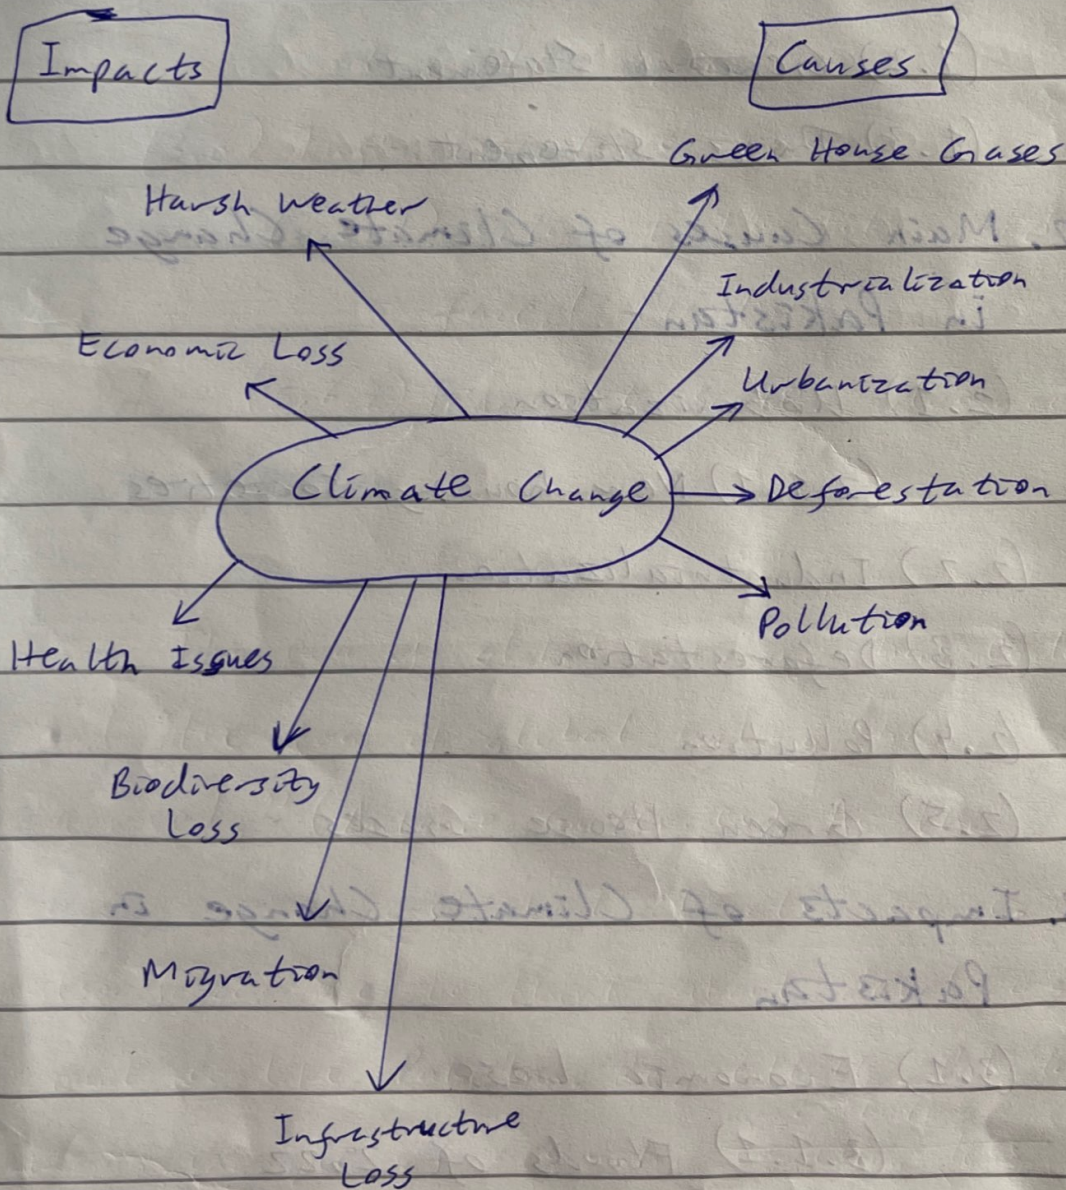 Impacts
Causes.
Green House Gases
Harsh Weather
Industrialization
Economic Loss
Urbanization
Climate Change
Deforestation
Pollution
Health Issues
Biodiversity
Loss
Migration
Infrastructure
Loss